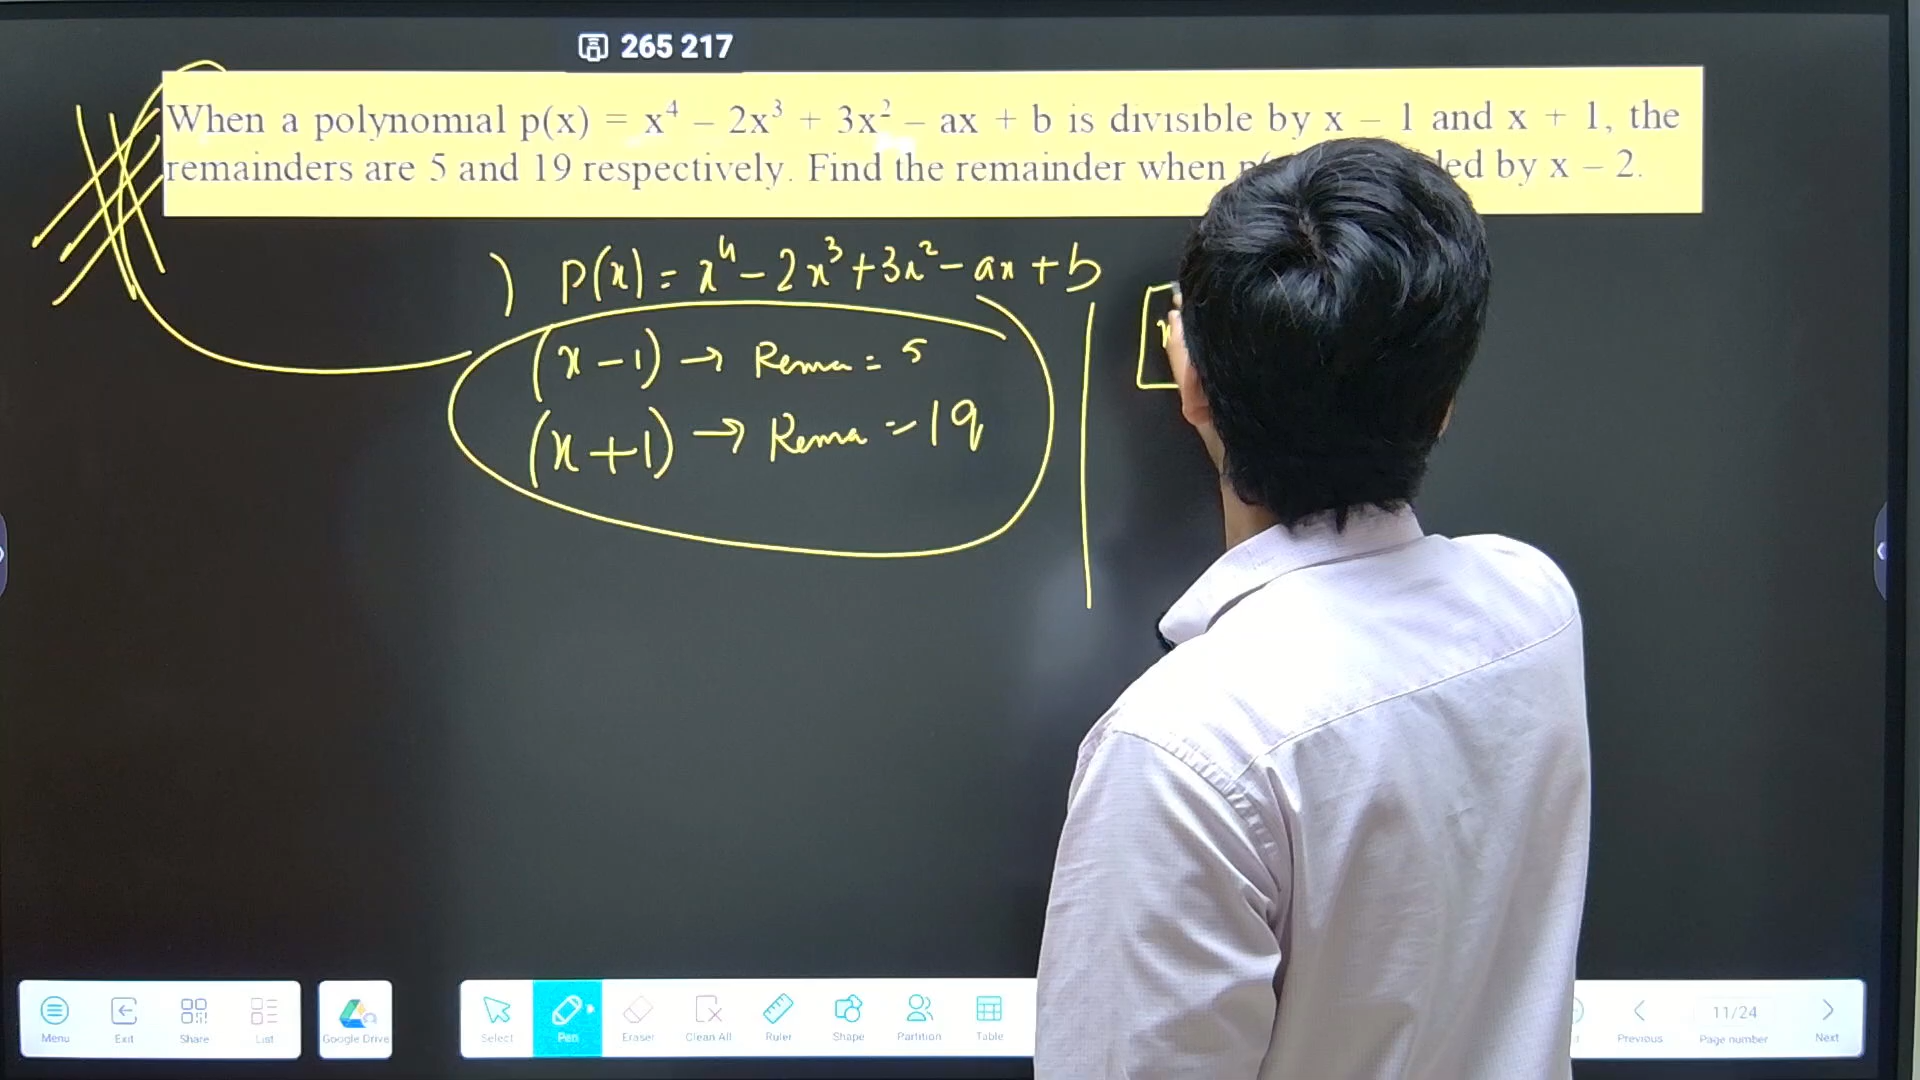 265 217
When a polynomial p(x) = x⁴ – 2x³ + 3x² – ax + b is divisible by x – 1 and x + 1, the
remainders are 5 and 19 respectively. Find the remainder when by x – 2.
) P(x) = x⁴ – 2x³ + 3x² – ax + b
(x – 1) → Rema = 5
(x + 1) → Rema = 19
Menu Exit Share List Google Drive Select Pen Eraser Clean All Ruler Shape Partition Table Previous 11/24 Page number Next